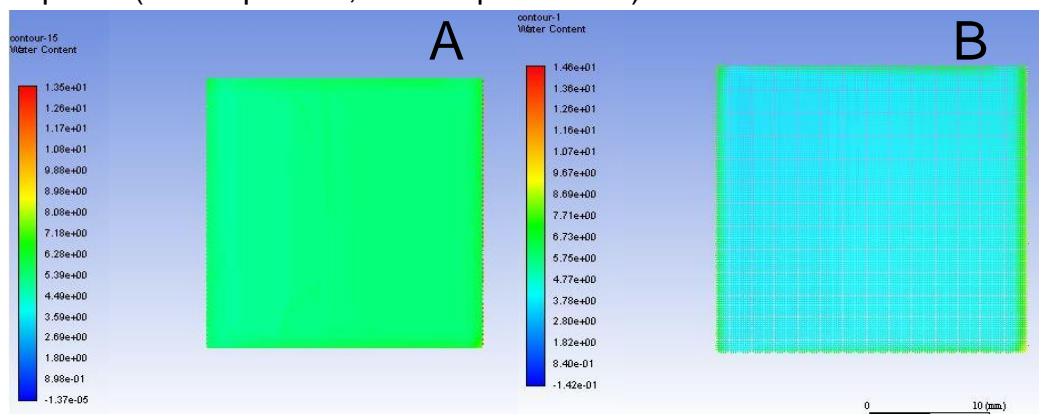 contour-15
Water Content
A
1.35e+01
1.26e+01
1.17e+01
1.08e+01
9.88e+00
8.98e+00
8.08e+00
7.18e+00
6.28e+00
5.39e+00
4.49e+00
3.59e+00
2.69e+00
1.80e+00
8.98e-01
-1.37e-05
contour-1
Water Content
B
1.46e+01
1.36e+01
1.26e+01
1.16e+01
1.07e+01
9.67e+00
8.69e+00
7.71e+00
6.73e+00
5.75e+00
4.77e+00
3.78e+00
2.80e+00
1.82e+00
8.40e-01
-1.42e-01
0 10 (mm)